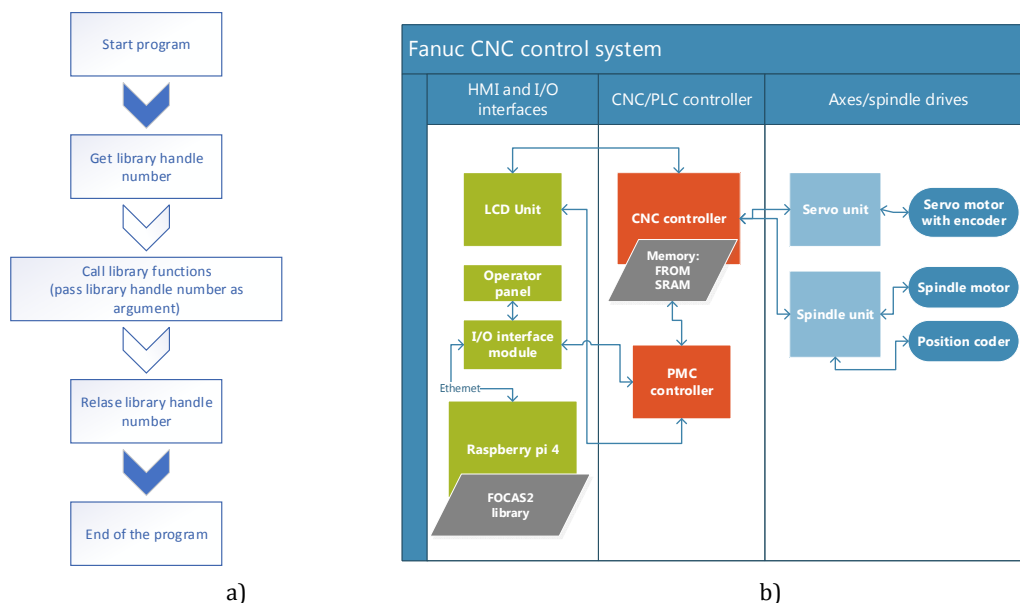 Start program
Get library handle
number
Call library functions
(pass library handle number as
argument)
Relase library handle
number
End of the program
a)
Fanuc CNC control system
HMI and I/O
interfaces
CNC/PLC controller
Axes/spindle drives
LCD Unit
CNC controller
Memory:
FROM
SRAM
Servo unit
Servo motor
with encoder
Operator
panel
I/O interface
module
Ethernet
PMC
controller
Spindle unit
Spindle motor
Position coder
Raspberry pi 4
FOCAS2
library
b)